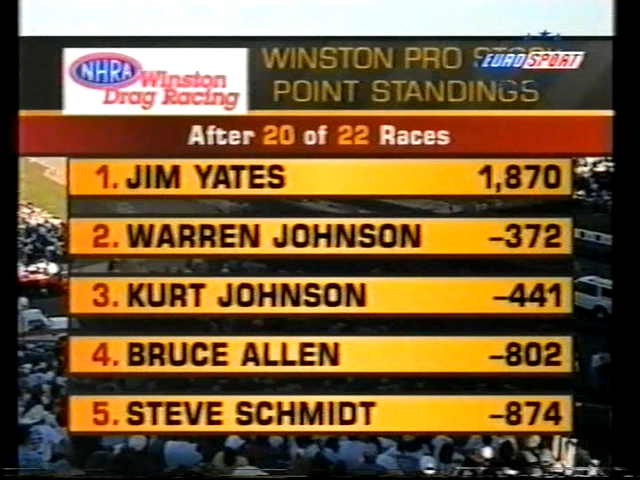 NHRA
Winston
Drag Racing
WINSTON PRO STOCK
EUROSPORT
POINT STANDINGS
After 20 of 22 Races
1. JIM YATES 1,870
2. WARREN JOHNSON -372
3. KURT JOHNSON -441
4. BRUCE ALLEN -802
5. STEVE SCHMIDT -874